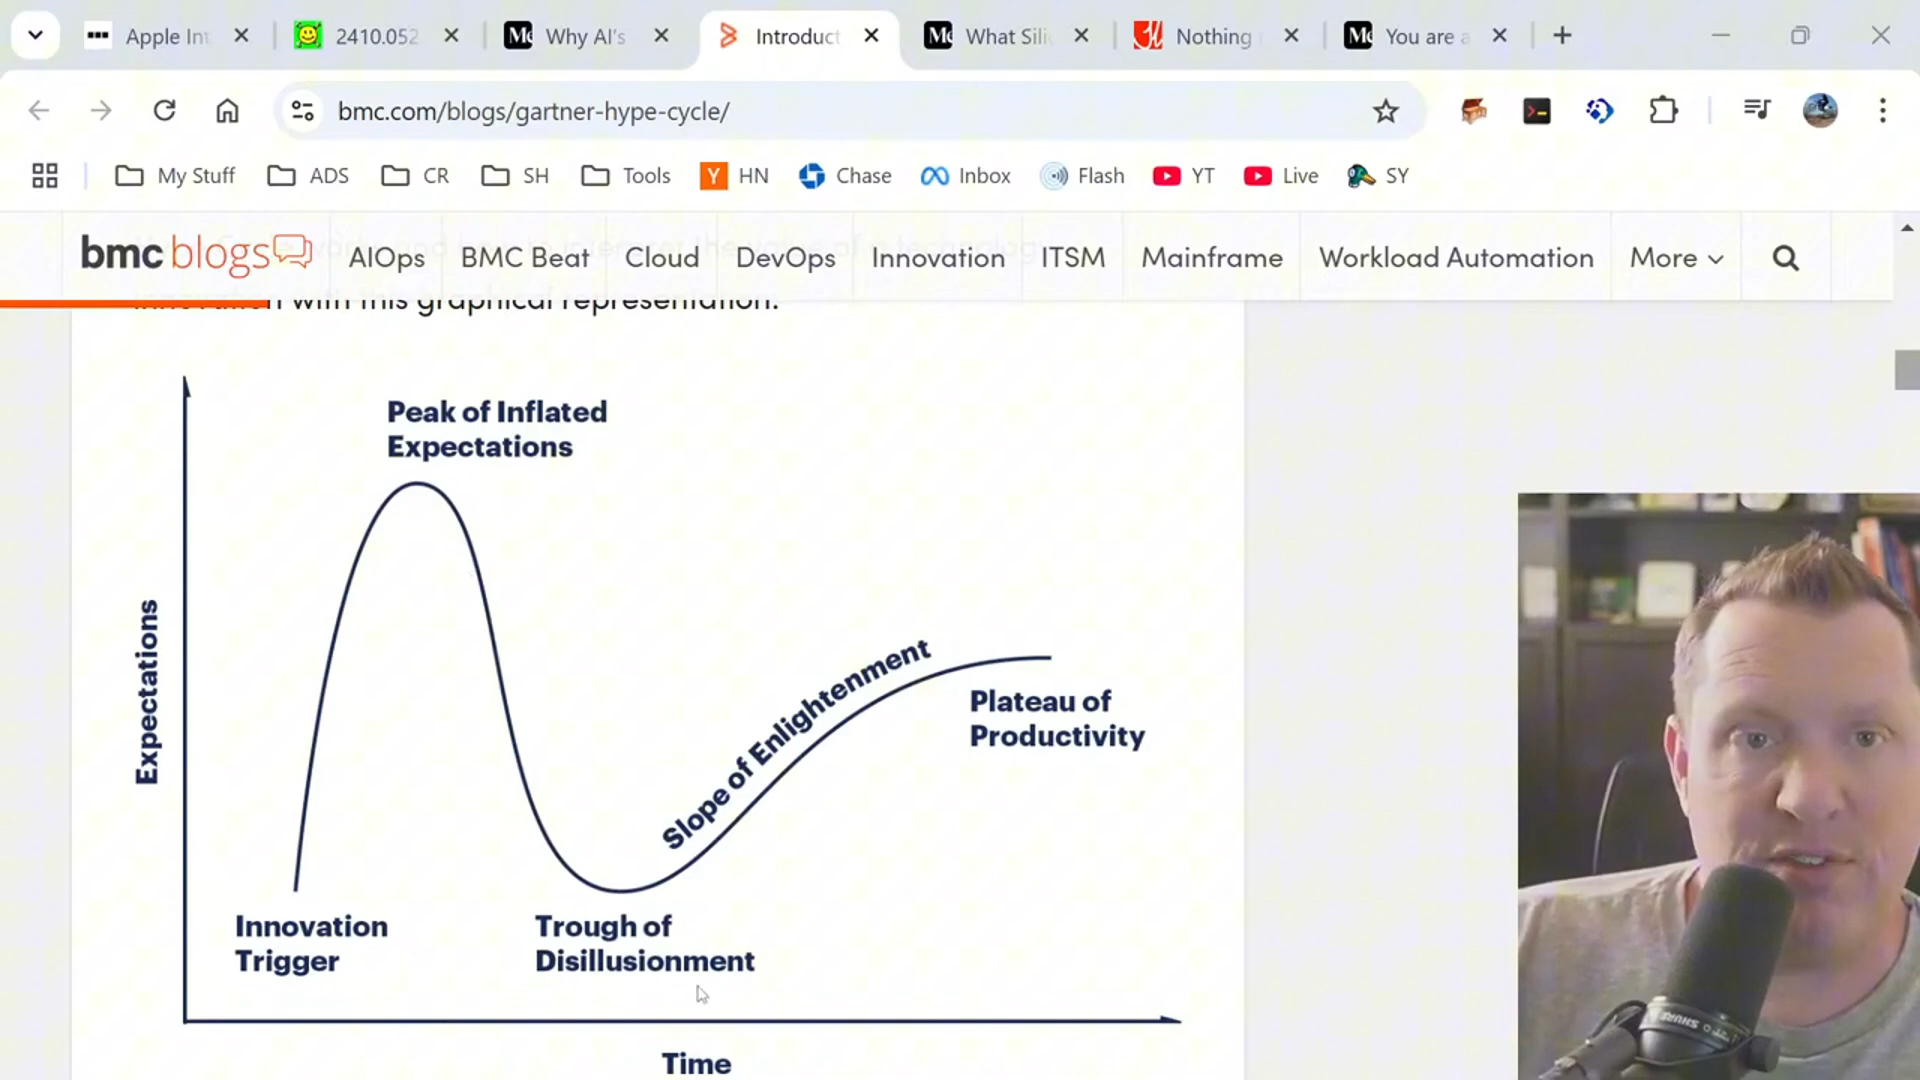 Apple Int
2410.052
Why AI's
Introduct
What Sili
Nothing
You are a
bmc.com/blogs/gartner-hype-cycle/
My Stuff
ADS
CR
SH
Tools
HN
Chase
Inbox
Flash
YT
Live
SY
bmc blogs
AIOps
BMC Beat
Cloud
DevOps
Innovation
ITSM
Mainframe
Workload Automation
More
with this graphical representation.
Peak of Inflated
Expectations
Expectations
Slope of Enlightenment
Plateau of
Productivity
Innovation
Trigger
Trough of
Disillusionment
Time
SHURE